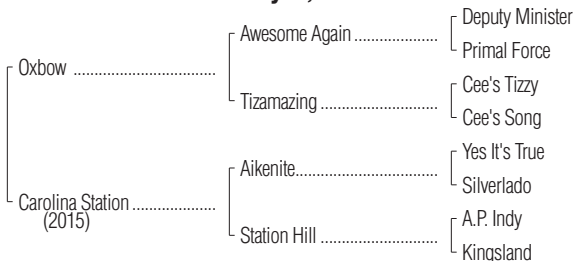 Deputy Minister
Awesome Again ....................
Primal Force
Oxbow .................................
Cee's Tizzy
Tizamazing ...........................
Cee's Song
Yes It's True
Aikenite.................................
Silverlado
Carolina Station ....................
(2015)
A.P. Indy
Station Hill ...........................
Kingsland